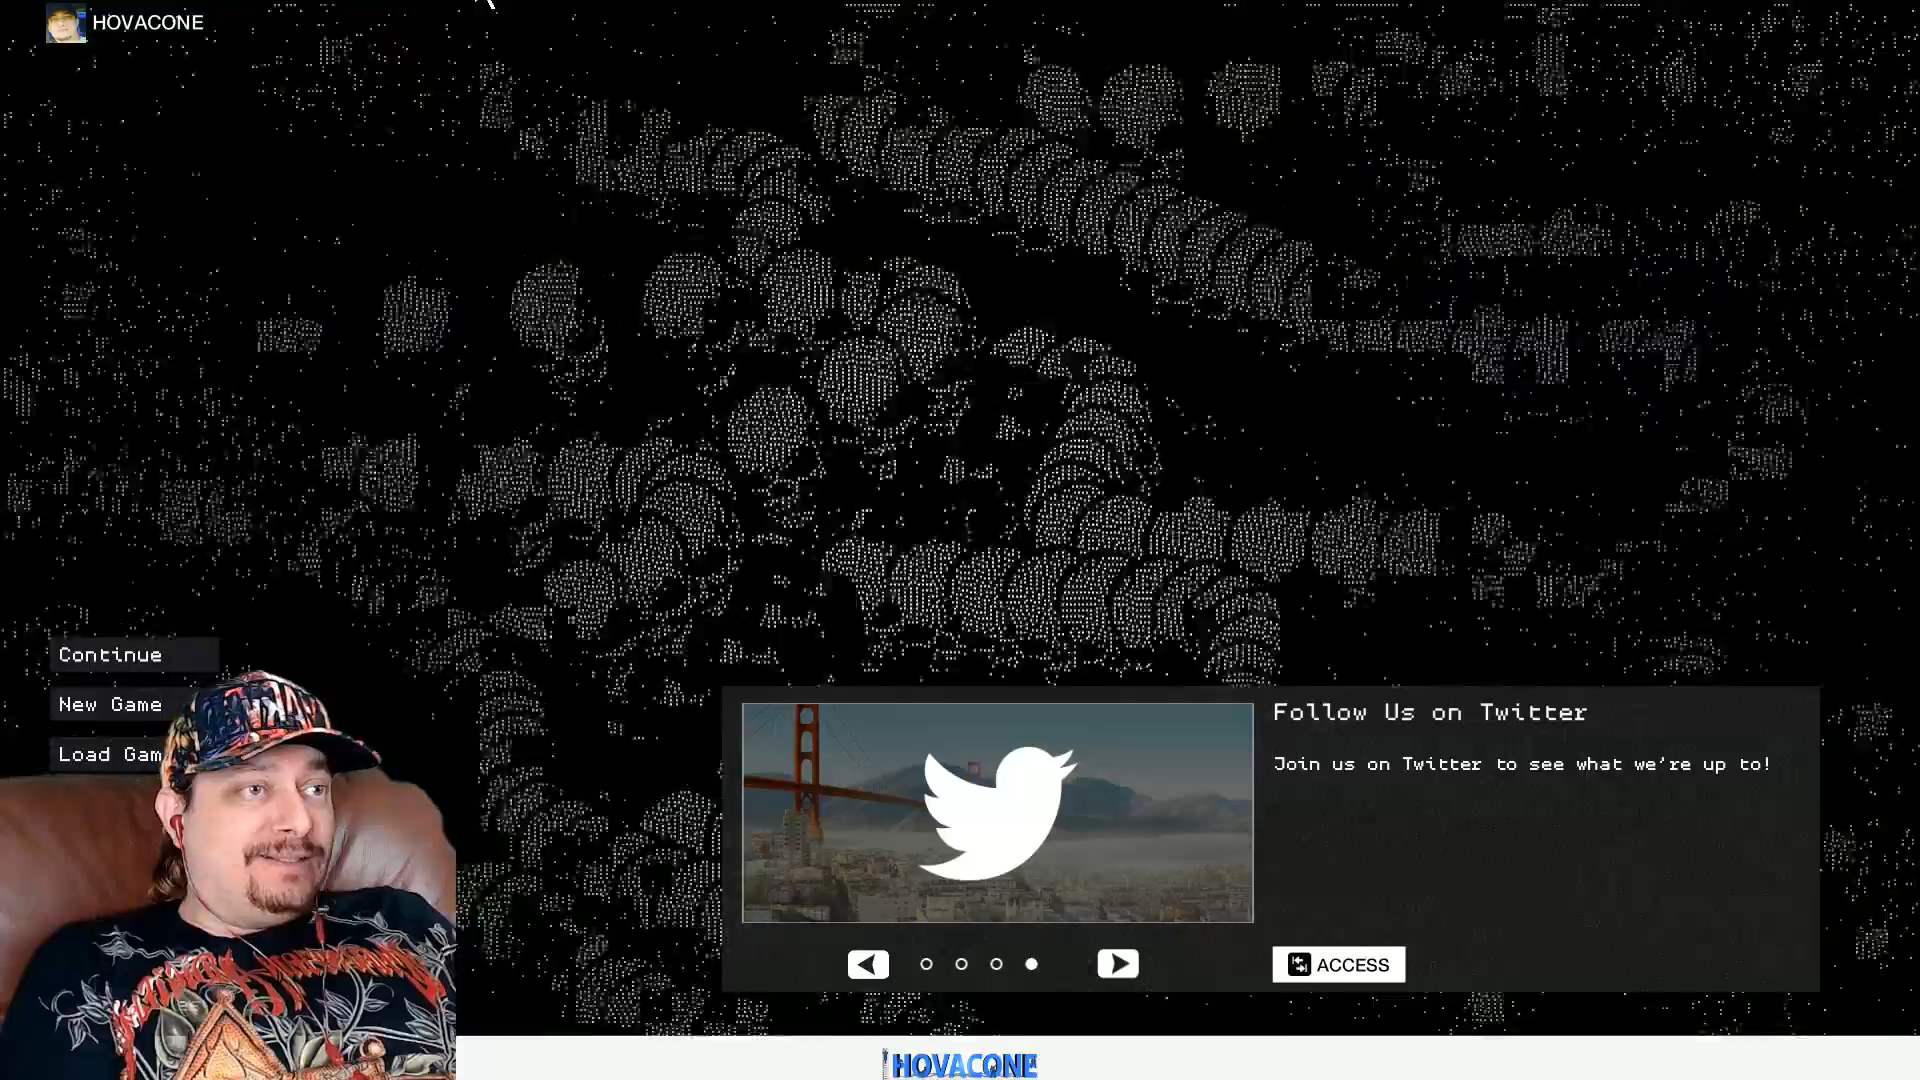 HOVACONE
Continue
New Game
Load Gam
Follow Us on Twitter
Join us on Twitter to see what we're up to!
ACCESS
HOVACONE